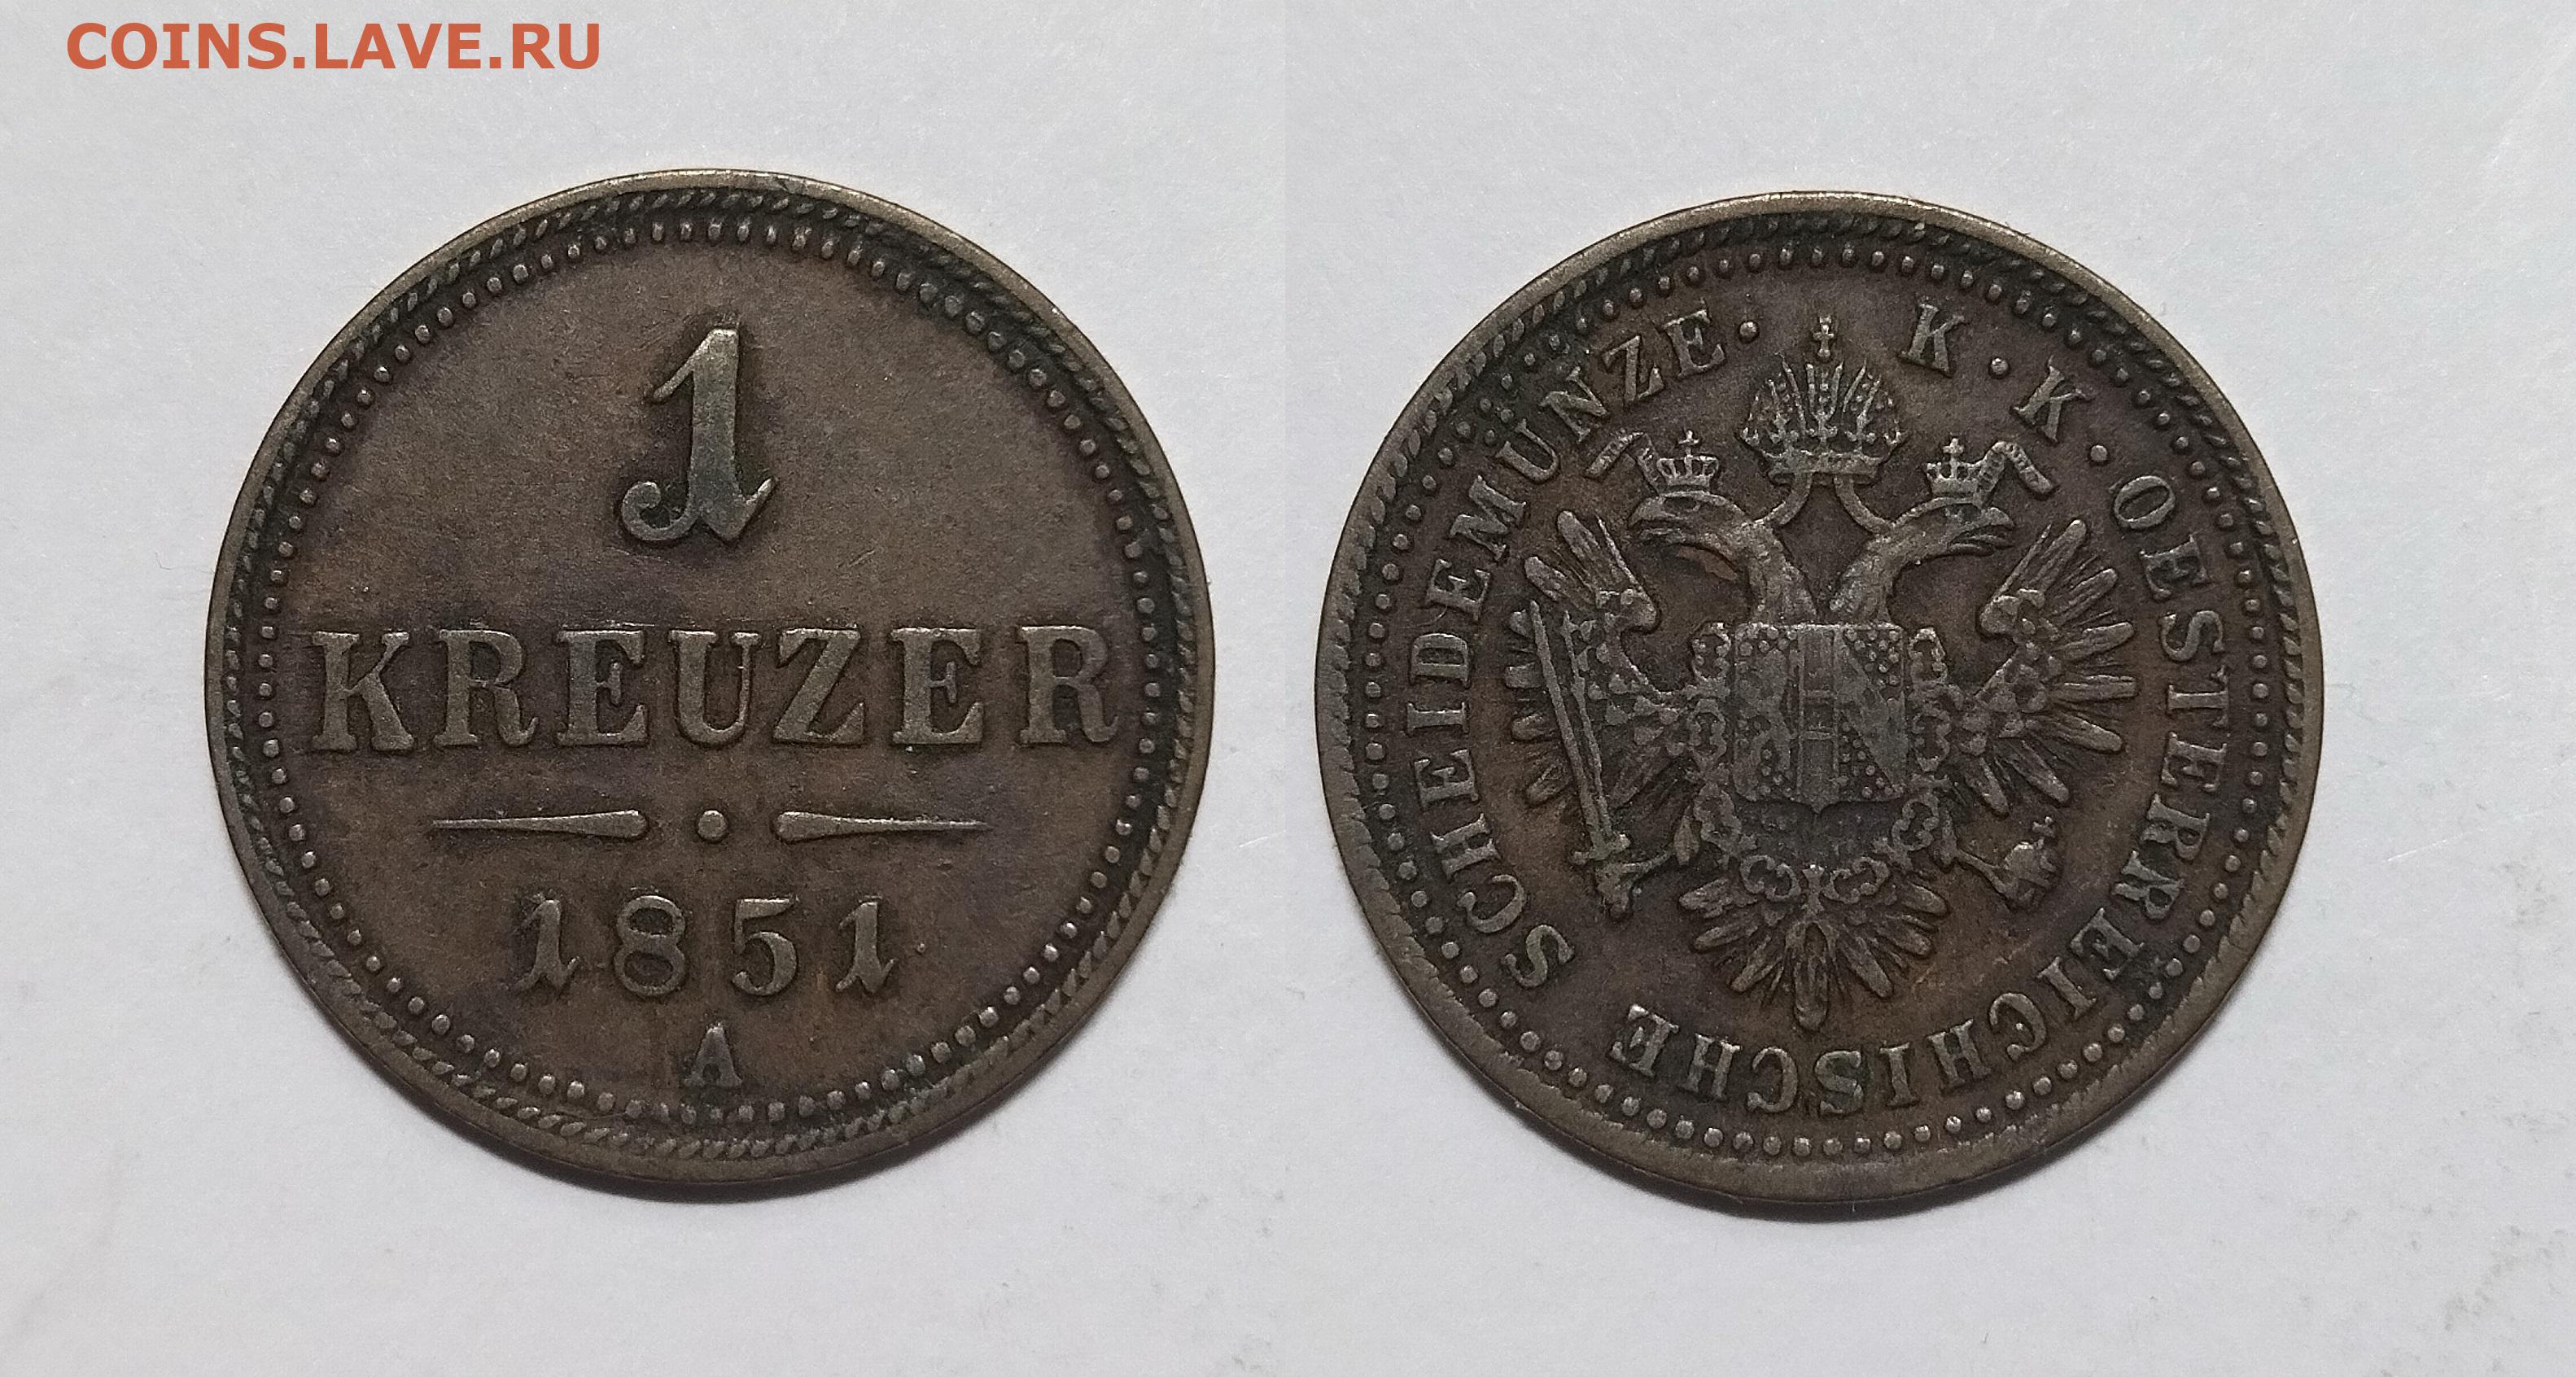 COINS.LAVE.RU
1
KREUZER
1851
A
K·K·OESTERREICHISCHE SCHEIDEMÜNZE·